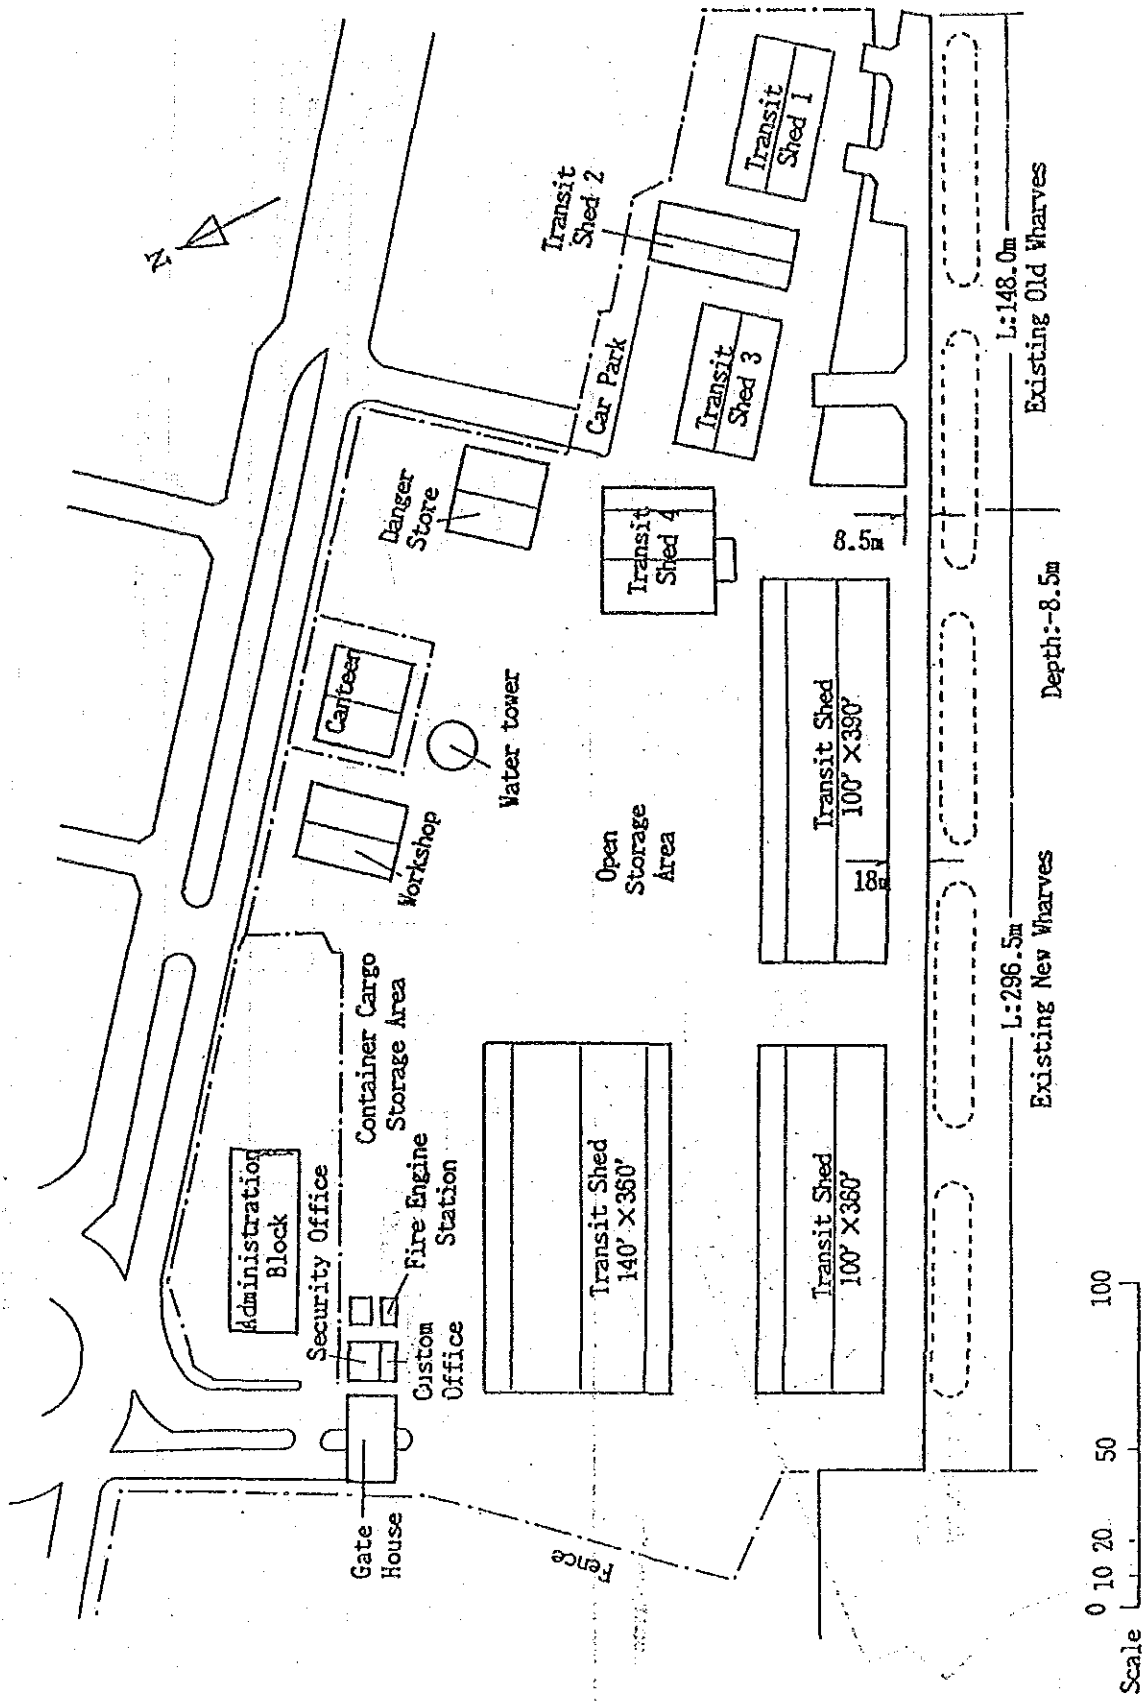 N
Gate
House
Fence
Administration
Block
Security Office
Custom
Office
Fire Engine
Station
Container Cargo
Storage Area
Workshop
Canteen
Water tower
Danger
Store
Car Park
Transit
Shed 2
Transit
Shed 1
Transit
Shed 3
Transit
Shed 4
Open
Storage
Area
Transit Shed
140' ×360'
Transit Shed
100' ×360'
Transit Shed
100' ×390'
18m
8.5m
L:296.5m
Existing New Wharves
Depth:-8.5m
L:148.0m
Existing Old Wharves
Scale
0 10 20 50 100